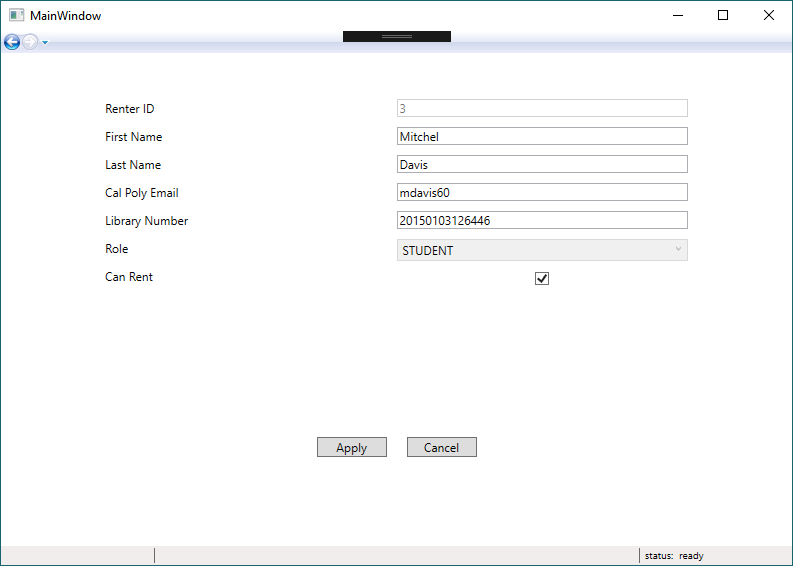 MainWindow
Renter ID 3
First Name Mitchel
Last Name Davis
Cal Poly Email mdavis60
Library Number 20150103126446
Role STUDENT
Can Rent
Apply Cancel
status: ready